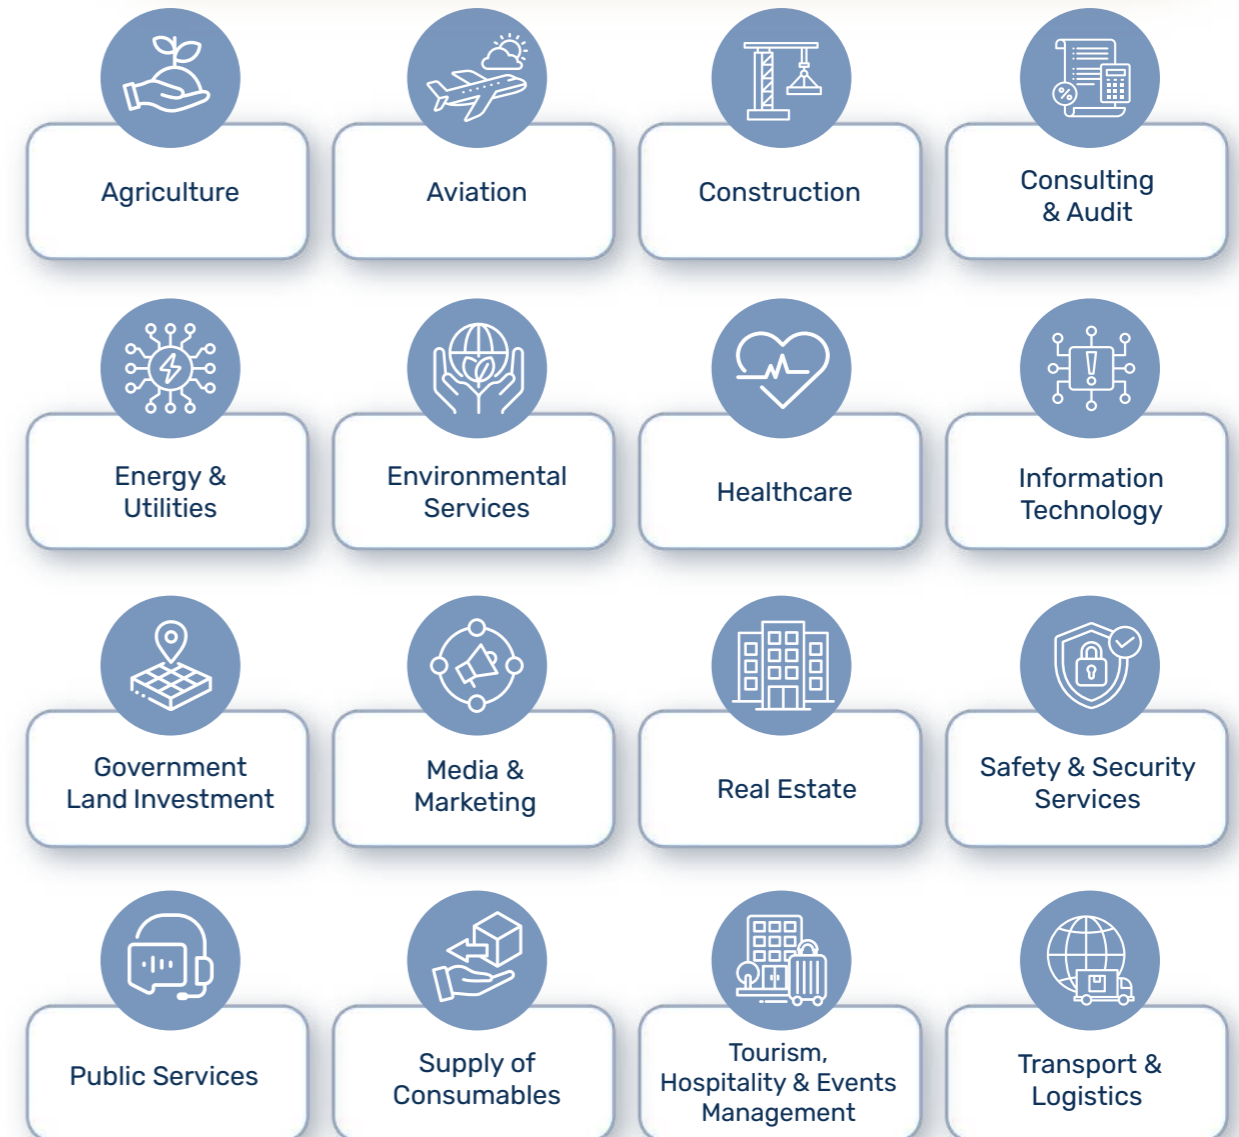 Agriculture
Aviation
Construction
Consulting
& Audit
Energy &
Utilities
Environmental
Services
Healthcare
Information
Technology
Government
Land Investment
Media &
Marketing
Real Estate
Safety & Security
Services
Public Services
Supply of
Consumables
Tourism,
Hospitality & Events
Management
Transport &
Logistics